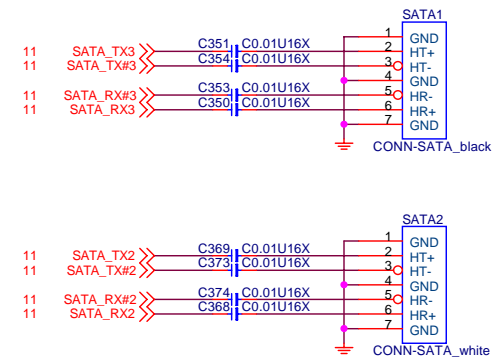 SATA1
C351 C0.01U16X 1 GND
11 SATA_TX3 2 HT+
C354 C0.01U16X
11 SATA_TX#3 3 HT-
4 GND
C353 C0.01U16X
11 SATA_RX#3 5 HR-
C350 C0.01U16X
11 SATA_RX3 6 HR+
7 GND
CONN-SATA_black
SATA2
C369 C0.01U16X 1 GND
11 SATA_TX2 2 HT+
C373 C0.01U16X
11 SATA_TX#2 3 HT-
4 GND
C374 C0.01U16X
11 SATA_RX#2 5 HR-
C368 C0.01U16X
11 SATA_RX2 6 HR+
7 GND
CONN-SATA_white